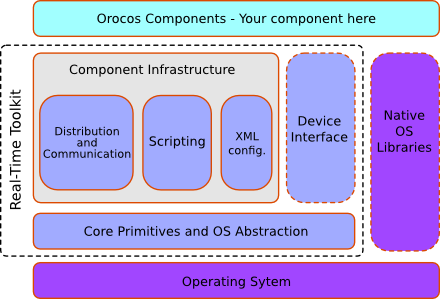 Orocos Components - Your component here
Real-Time Toolkit
Component Infrastructure
Distribution
and
Communication
Scripting
XML
config.
Device
Interface
Native
OS
Libraries
Core Primitives and OS Abstraction
Operating Sytem